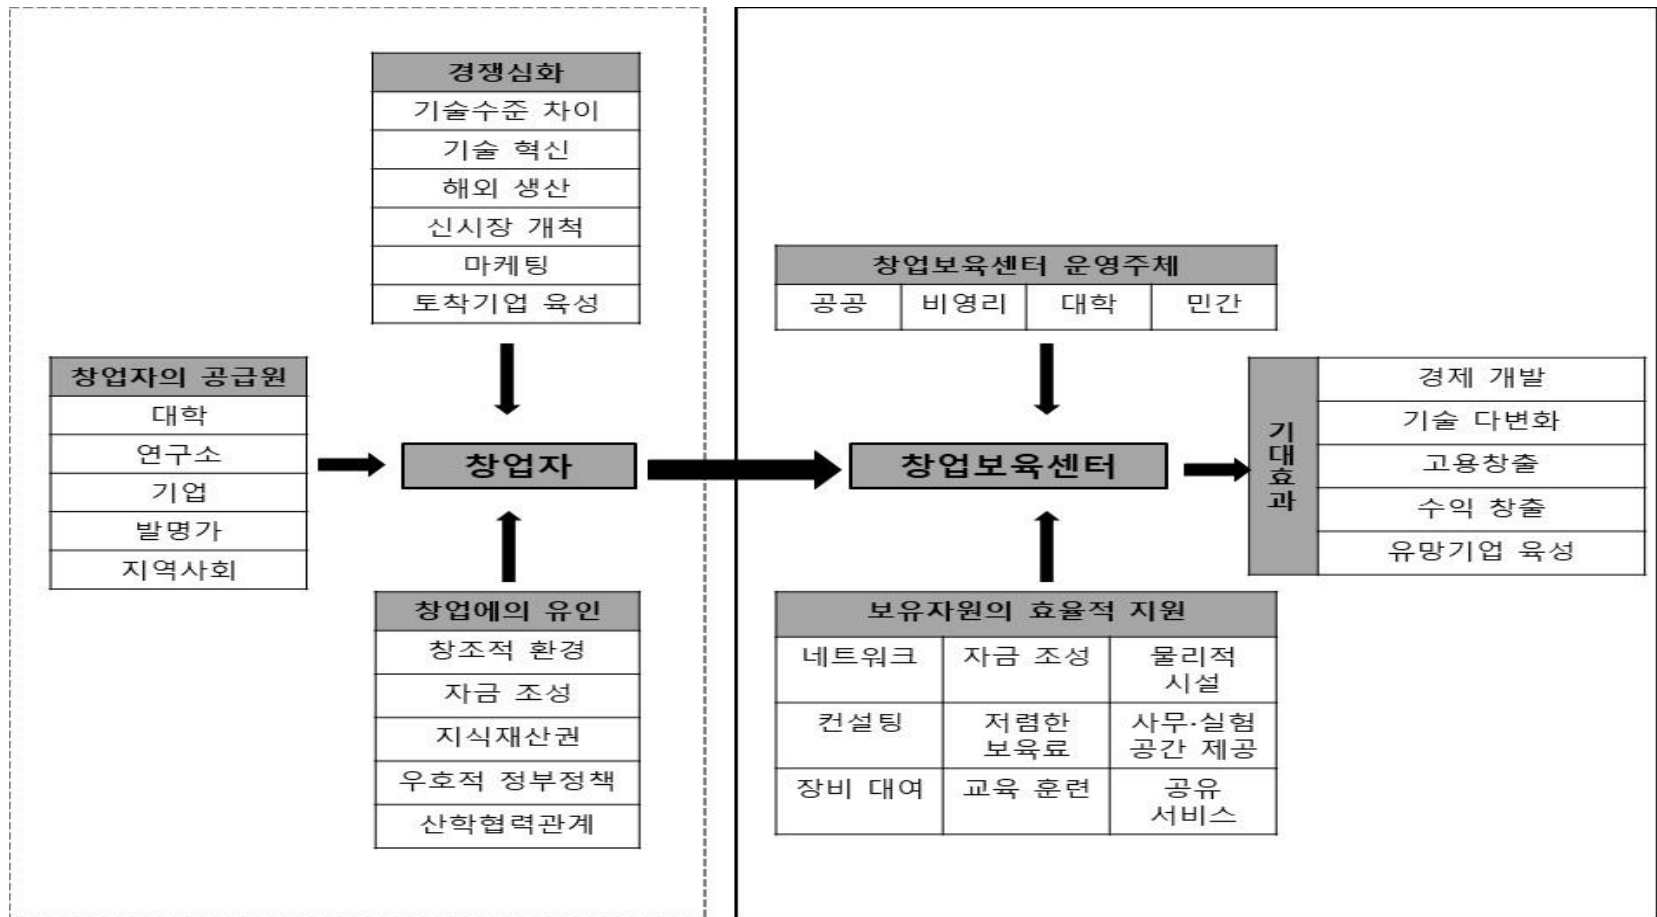 경쟁심화
기술수준 차이
기술 혁신
해외 생산
신시장 개척
마케팅
토착기업 육성
창업자의 공급원
대학
연구소
기업
발명가
지역사회
창업자
창업에의 유인
창조적 환경
자금 조성
지식재산권
우호적 정부정책
산학협력관계
창업보육센터 운영주체
공공 비영리 대학 민간
창업보육센터
보유자원의 효율적 지원
네트워크 자금 조성 물리적
시설
컨설팅 저렴한 사무·실험
보육료 공간 제공
장비 대여 교육 훈련 공유
서비스
기
대
효
과
경제 개발
기술 다변화
고용창출
수익 창출
유망기업 육성